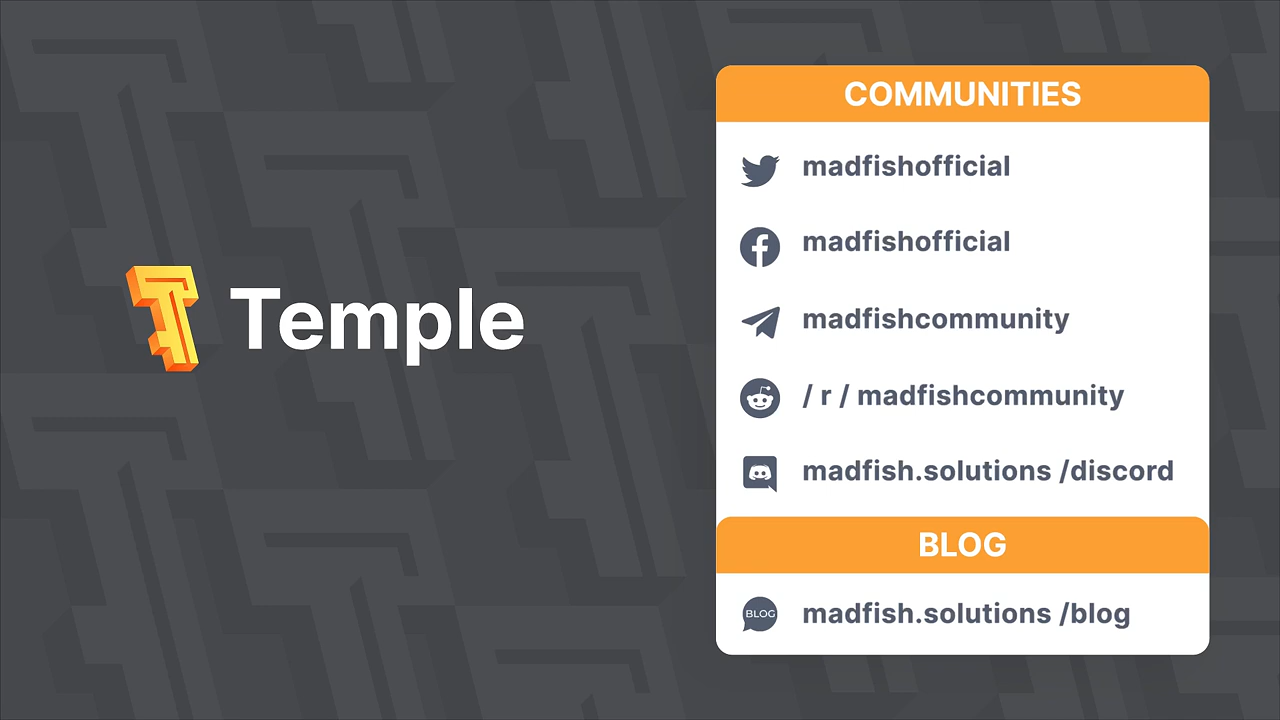 Temple
COMMUNITIES
madfishofficial
madfishofficial
madfishcommunity
/ r / madfishcommunity
madfish.solutions /discord
BLOG
BLOG
madfish.solutions /blog